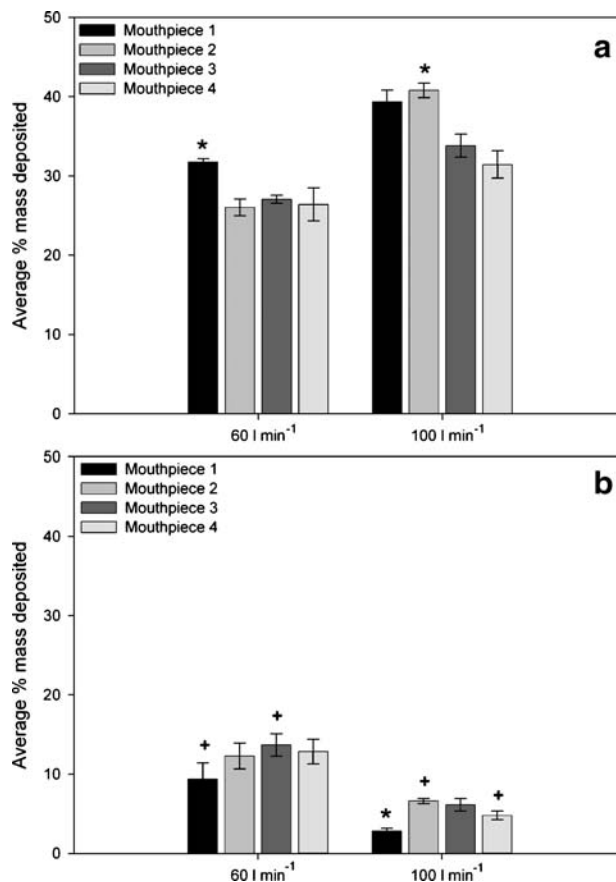 50
40
30
20
10
0
Average % mass deposited
Mouthpiece 1
Mouthpiece 2
Mouthpiece 3
Mouthpiece 4
a
*
*
60 l min⁻¹
100 l min⁻¹
50
40
30
20
10
0
Average % mass deposited
Mouthpiece 1
Mouthpiece 2
Mouthpiece 3
Mouthpiece 4
b
+
+
*
+
+
60 l min⁻¹
100 l min⁻¹